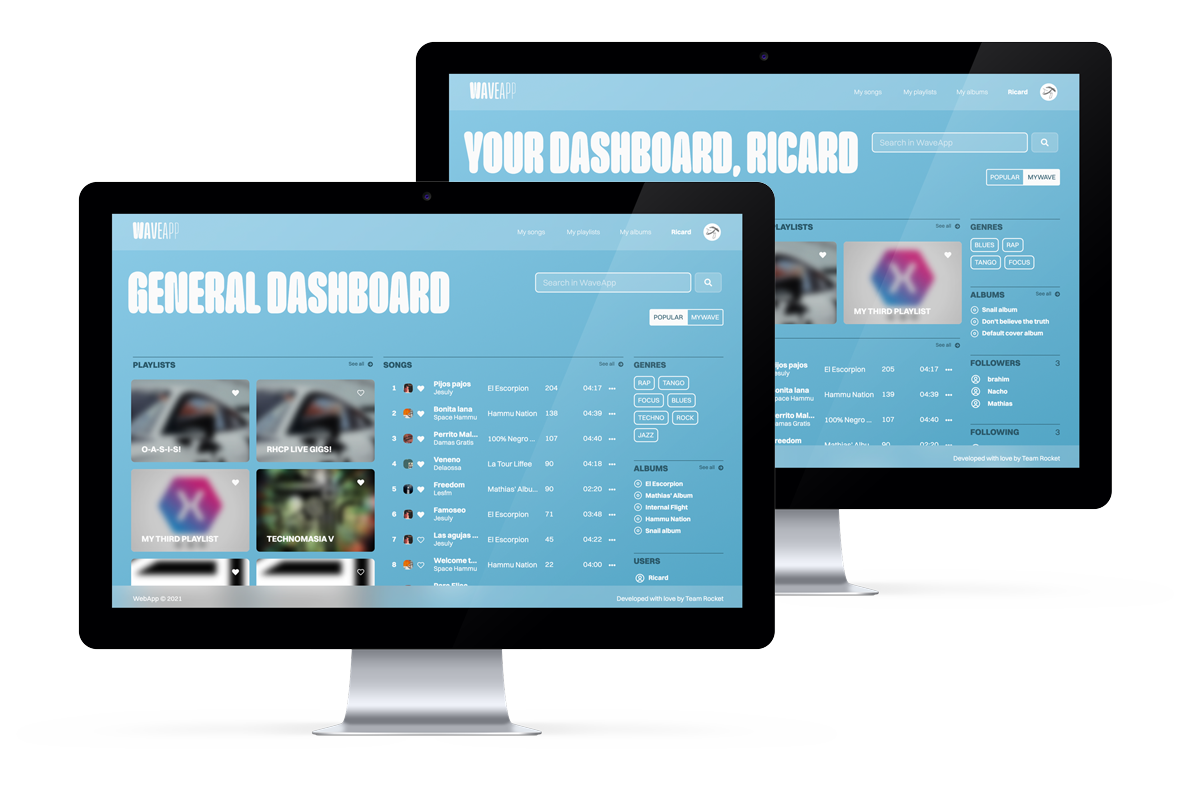 WAVEAPP
My songs My playlists My albums Ricard
YOUR DASHBOARD, RICARD
Search in WaveApp
POPULAR MYWAVE
PLAYLISTS
See all
MY THIRD PLAYLIST
See all
Pijos pajos El Escorpion 205 04:17
Jesuly
Bonita lana Hammu Nation 139 04:39
Space Hammu
Perrito Mal... 100% Negro ... 107 04:40
Damas Gratis
Freedom Mathias' Albu... 90 02:20
GENRES
BLUES RAP
TANGO FOCUS
ALBUMS See all
Snail album
Don't believe the truth
Default cover album
FOLLOWERS 3
brahim
Nacho
Mathias
FOLLOWING 3
Developed with love by Team Rocket
WAVEAPP
My songs My playlists My albums Ricard
GENERAL DASHBOARD
Search in WaveApp
POPULAR MYWAVE
PLAYLISTS See all
O-A-S-I-S!
RHCP LIVE GIGS!
MY THIRD PLAYLIST
TECHNOMASIA V
SONGS See all
1 Pijos pajos El Escorpion 204 04:17
Jesuly
2 Bonita lana Hammu Nation 138 04:39
Space Hammu
3 Perrito Mal... 100% Negro ... 107 04:40
Damas Gratis
4 Veneno La Tour Liffee 90 04:18
Delaossa
5 Freedom Mathias' Albu... 90 02:20
Lesfm
6 Famoseo El Escorpion 71 03:48
Jesuly
7 Las agujas ... El Escorpion 45 04:22
Jesuly
8 Welcome t... Hammu Nation 22 04:00
Space Hammu
GENRES
RAP TANGO
FOCUS BLUES
TECHNO ROCK
JAZZ
ALBUMS See all
El Escorpion
Mathias' Album
Internal Flight
Hammu Nation
Snail album
USERS
Ricard
WebApp © 2021
Developed with love by Team Rocket